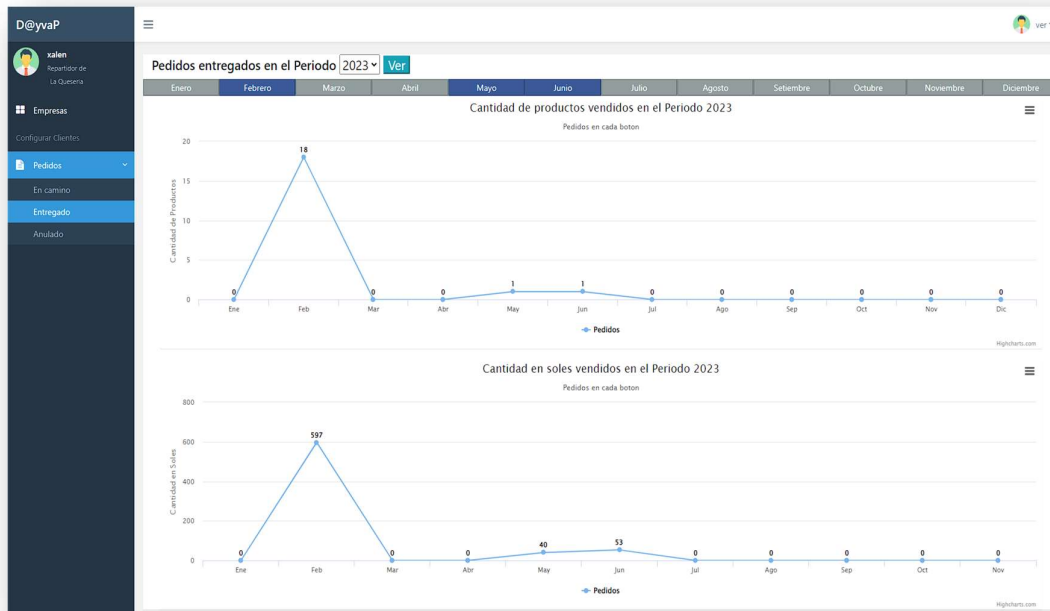 D@yvaP
xalen
Repartidor de
La Queseria
Empresas
Configurar Clientes
Pedidos
En camino
Entregado
Anulado
ver
Pedidos entregados en el Periodo 2023 Ver
Enero Febrero Marzo Abril Mayo Junio Julio Agosto Setiembre Octubre Noviembre Diciembre
Cantidad de productos vendidos en el Periodo 2023
Pedidos en cada boton
Cantidad de Productos
20
15
10
5
0
0 18 0 0 1 1 0 0 0 0 0 0
Ene Feb Mar Abr May Jun Jul Ago Sep Oct Nov Dic
Pedidos
Highcharts.com
Cantidad en soles vendidos en el Periodo 2023
Pedidos en cada boton
Cantidad en Soles
800
600
400
200
0
0 597 0 0 40 53 0 0 0 0 0
Ene Feb Mar Abr May Jun Jul Ago Sep Oct Nov
Pedidos
Highcharts.com